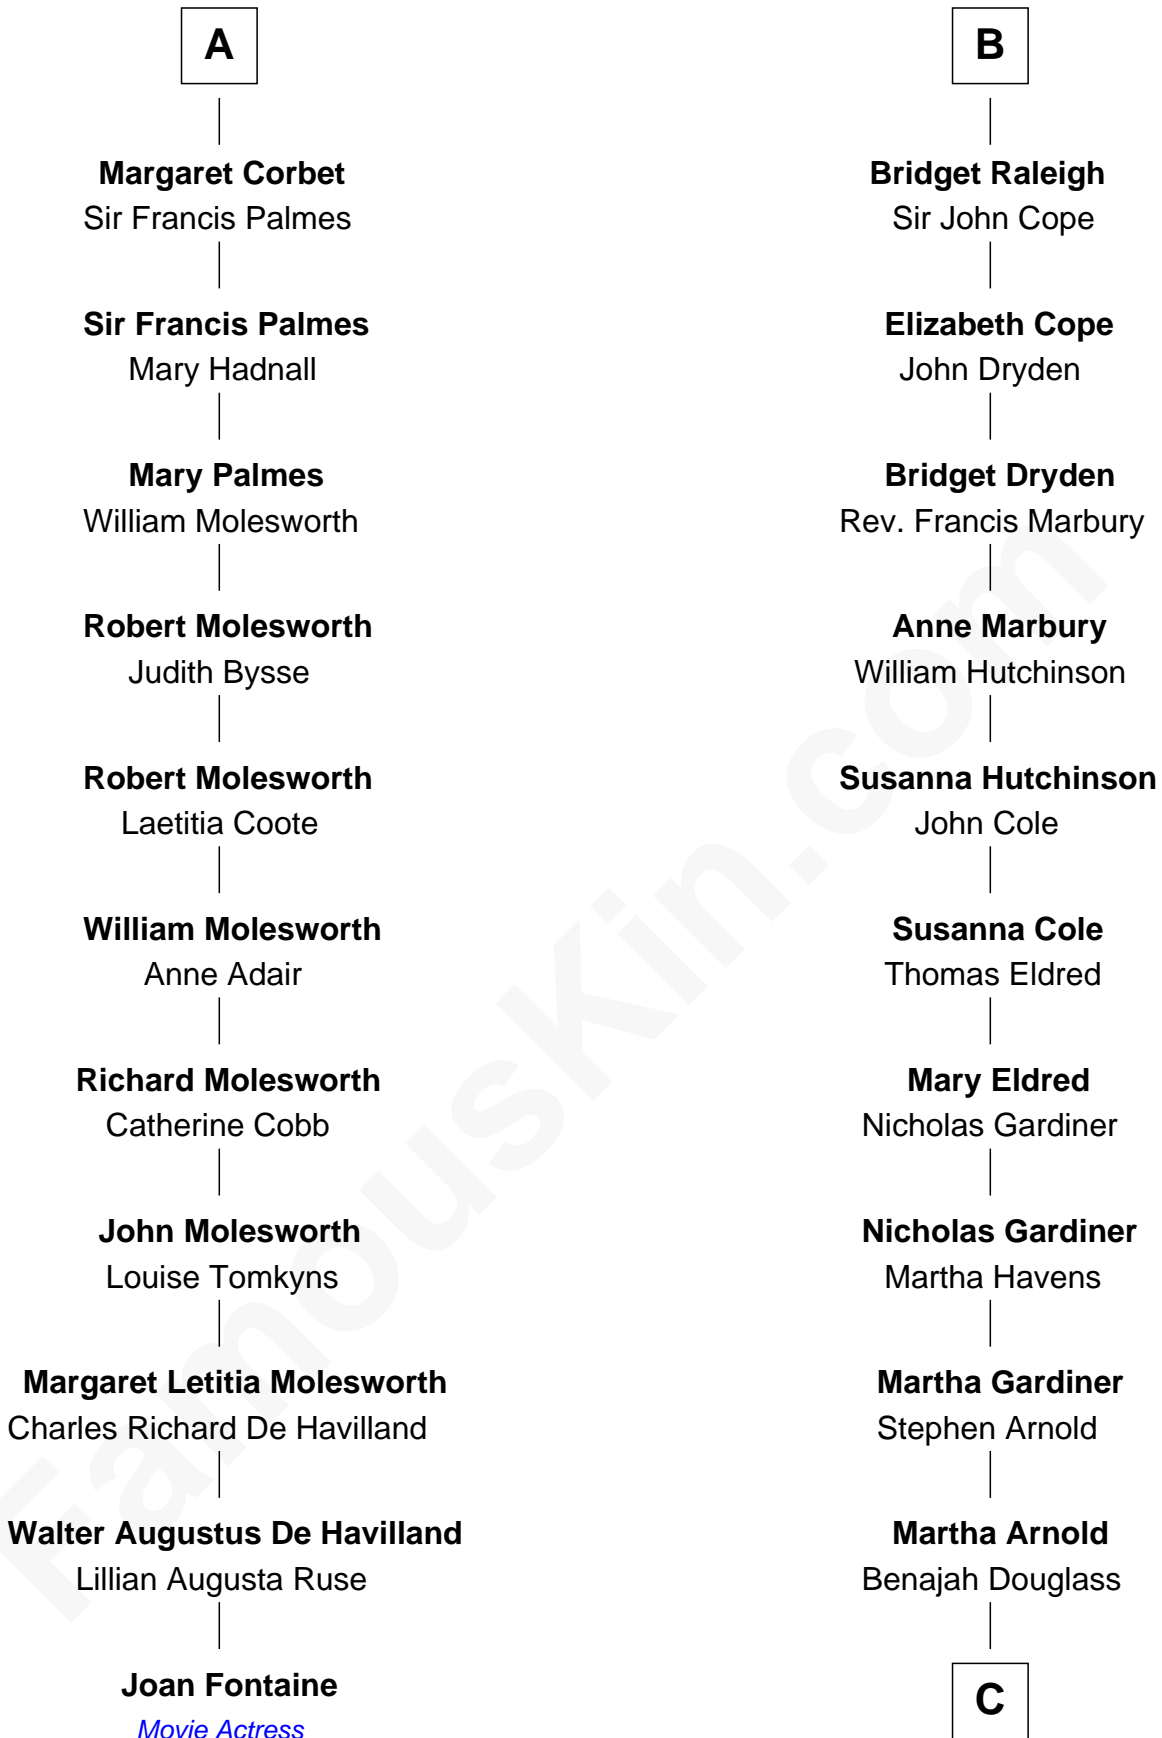 A
Margaret Corbet
Sir Francis Palmes
Sir Francis Palmes
Mary Hadnall
Mary Palmes
William Molesworth
Robert Molesworth
Judith Bysse
Robert Molesworth
Laetitia Coote
William Molesworth
Anne Adair
Richard Molesworth
Catherine Cobb
John Molesworth
Louise Tomkyns
Margaret Letitia Molesworth
Charles Richard De Havilland
Walter Augustus De Havilland
Lillian Augusta Ruse
Joan Fontaine
Movie Actress
B
Bridget Raleigh
Sir John Cope
Elizabeth Cope
John Dryden
Bridget Dryden
Rev. Francis Marbury
Anne Marbury
William Hutchinson
Susanna Hutchinson
John Cole
Susanna Cole
Thomas Eldred
Mary Eldred
Nicholas Gardiner
Nicholas Gardiner
Martha Havens
Martha Gardiner
Stephen Arnold
Martha Arnold
Benajah Douglass
C
FamousKin.com